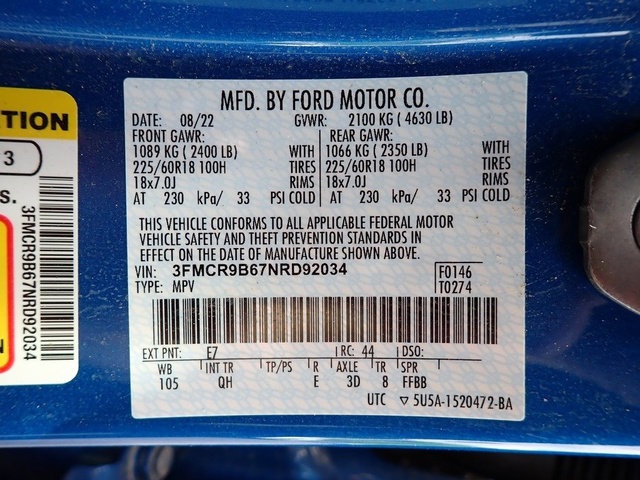 TION
3
S.
3FMCR9B67NRD92034
MFD. BY FORD MOTOR CO.
DATE: 08/22 GVWR: 2100 KG ( 4630 LB)
FRONT GAWR: REAR GAWR:
1089 KG ( 2400 LB) WITH 1066 KG ( 2350 LB) WITH
225/60R18 100H TIRES 225/60R18 100H TIRES
18x7.0J RIMS 18x7.0J RIMS
AT 230 kPa/ 33 PSI COLD AT 230 kPa/ 33 PSI COLD
THIS VEHICLE CONFORMS TO ALL APPLICABLE FEDERAL MOTOR
VEHICLE SAFETY AND THEFT PREVENTION STANDARDS IN
EFFECT ON THE DATE OF MANUFACTURE SHOWN ABOVE.
VIN: 3FMCR9B67NRD92034 F0146
TYPE: MPV T0274
EXT PNT: E7 RC: 44 DSO:
WB INT TR TP/PS R AXLE TR SPR
105 QH E 3D 8 FFBB
UTC ▽ 5U5A-1520472-BA